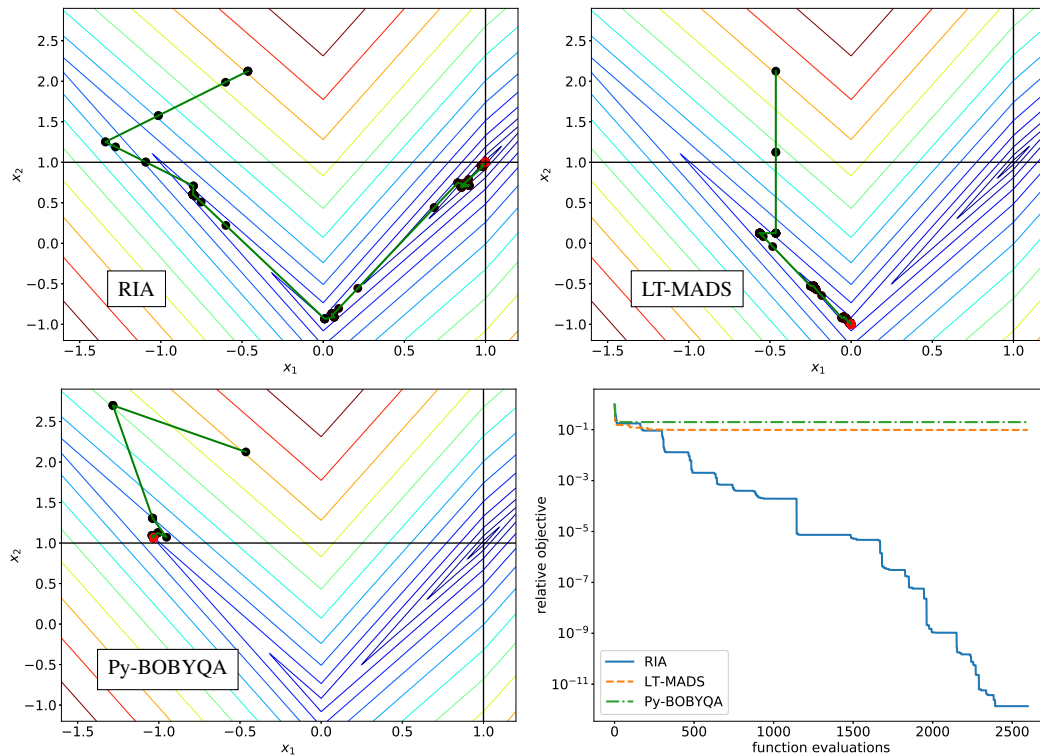 2.5
2.0
1.5
1.0
0.5
0.0
−0.5
−1.0
x₂
RIA
−1.5 −1.0 −0.5 0.0 0.5 1.0
x₁
2.5
2.0
1.5
1.0
0.5
0.0
−0.5
−1.0
x₂
LT-MADS
−1.5 −1.0 −0.5 0.0 0.5 1.0
x₁
2.5
2.0
1.5
1.0
0.5
0.0
−0.5
−1.0
x₂
Py-BOBYQA
−1.5 −1.0 −0.5 0.0 0.5 1.0
x₁
10⁻¹
10⁻³
10⁻⁵
10⁻⁷
10⁻⁹
10⁻¹¹
relative objective
RIA
LT-MADS
Py-BOBYQA
0 500 1000 1500 2000 2500
function evaluations